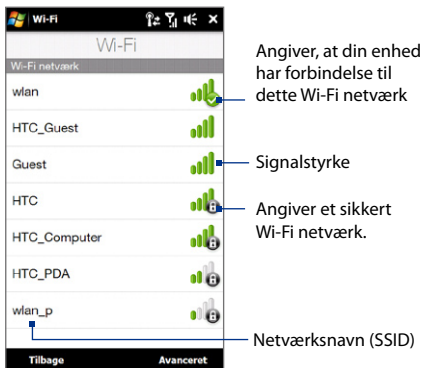 Wi-Fi
Wi-Fi
Wi-Fi netværk
wlan
HTC_Guest
Guest
HTC
HTC_Computer
HTC_PDA
wlan_p
Tilbage
Avanceret
Angiver, at din enhed
har forbindelse til
dette Wi-Fi netværk
Signalstyrke
Angiver et sikkert
Wi-Fi netværk.
Netværksnavn (SSID)